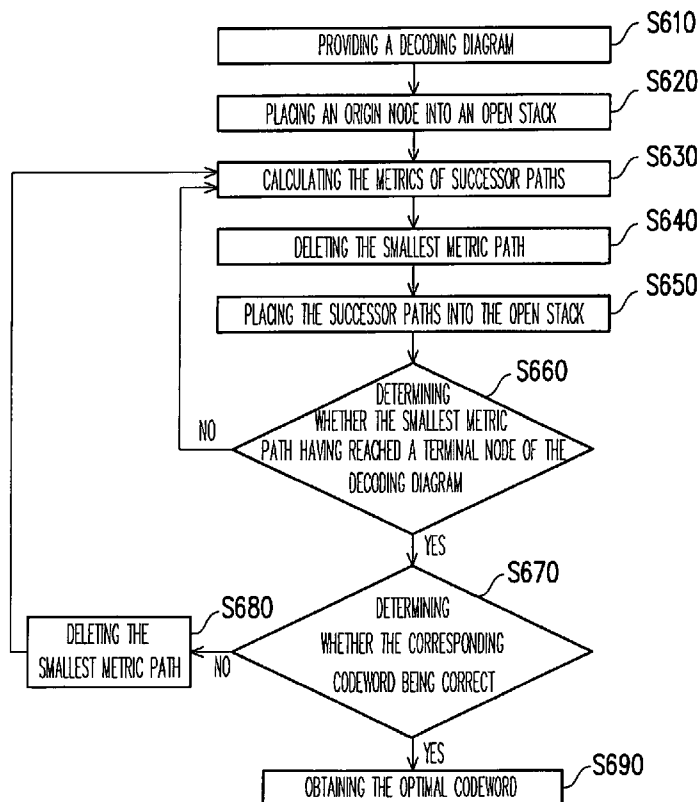 S610
PROVIDING A DECODING DIAGRAM
S620
PLACING AN ORIGIN NODE INTO AN OPEN STACK
S630
CALCULATING THE METRICS OF SUCCESSOR PATHS
S640
DELETING THE SMALLEST METRIC PATH
S650
PLACING THE SUCCESSOR PATHS INTO THE OPEN STACK
S660
DETERMINING
WHETHER THE SMALLEST METRIC
PATH HAVING REACHED A TERMINAL NODE OF THE
DECODING DIAGRAM
NO
YES
S670
DETERMINING
WHETHER THE CORRESPONDING
CODEWORD BEING CORRECT
S680
DELETING THE
SMALLEST METRIC PATH
NO
YES
S690
OBTAINING THE OPTIMAL CODEWORD